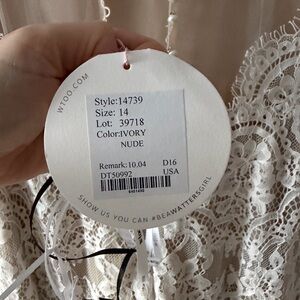 WTOO.COM
Style:14739
Size: 14
Lot: 39718
Color:IVORY
NUDE
Remark:10.04 D16
DT50992 USA
SHOW US YOU CAN #BEAWATTERSGIRL